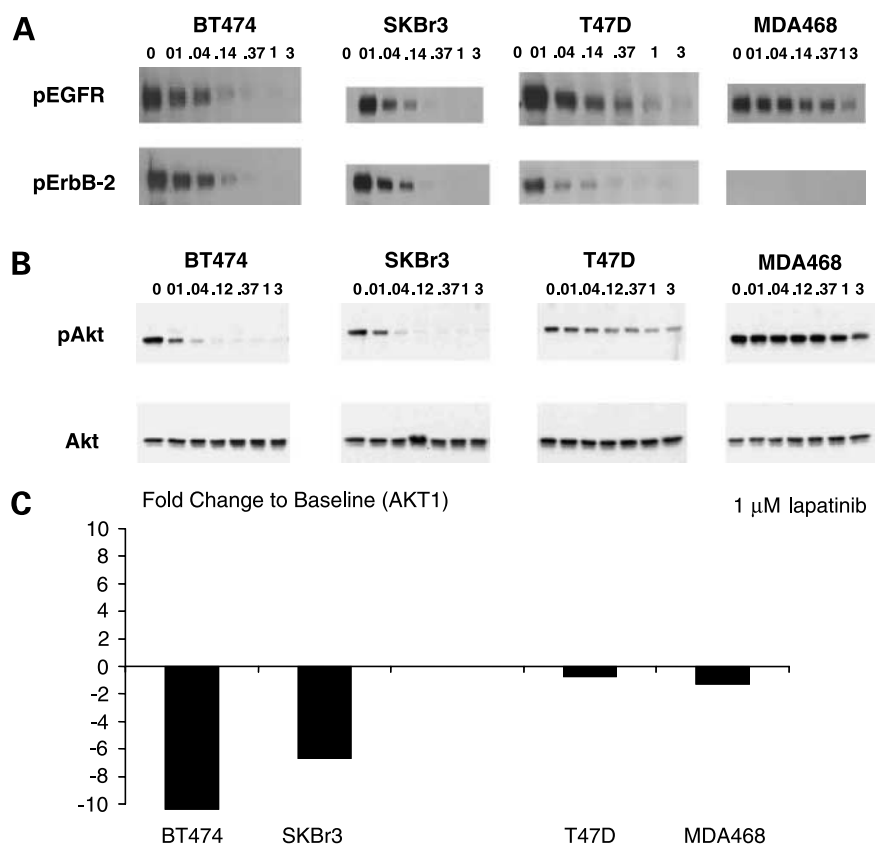 A
BT474 SKBr3 T47D MDA468
0 01 .04 .14 .37 1 3 0 01 .04 .14 .37 1 3 0 01 .04 .14 .37 1 3 0 01 .04 .14 .37 1 3
pEGFR
pErbB-2
B
BT474 SKBr3 T47D MDA468
0 01 .04 .12 .37 1 3 0 .01 .04 .12 .37 1 3 0 .01 .04 .12 .37 1 3 0 .01 .04 .12 .37 1 3
pAkt
Akt
C
Fold Change to Baseline (AKT1) 1 µM lapatinib
10
8
6
4
2
0
-2
-4
-6
-8
-10
BT474 SKBr3 T47D MDA468